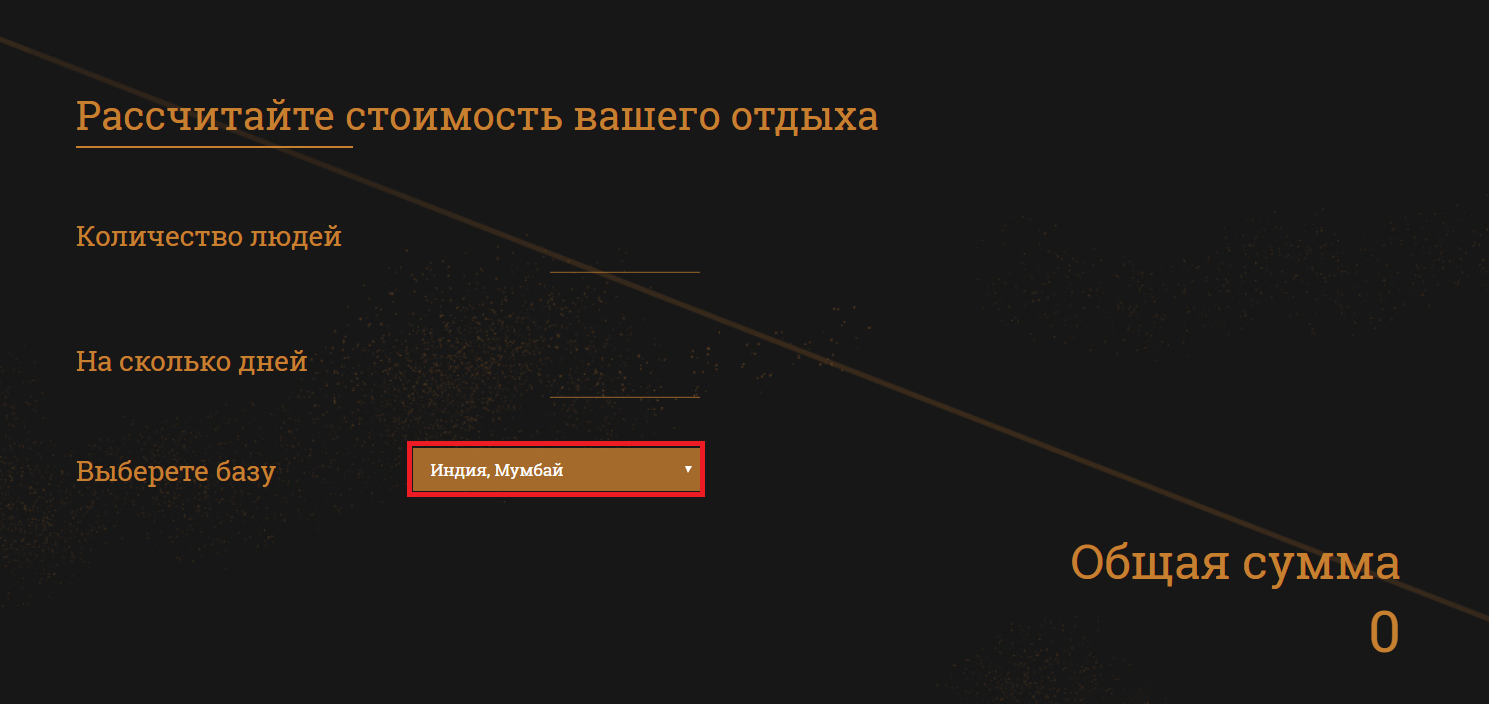 Рассчитайте стоимость вашего отдыха
Количество людей
На сколько дней
Выберете базу
Индия, Мумбай
Общая сумма
0